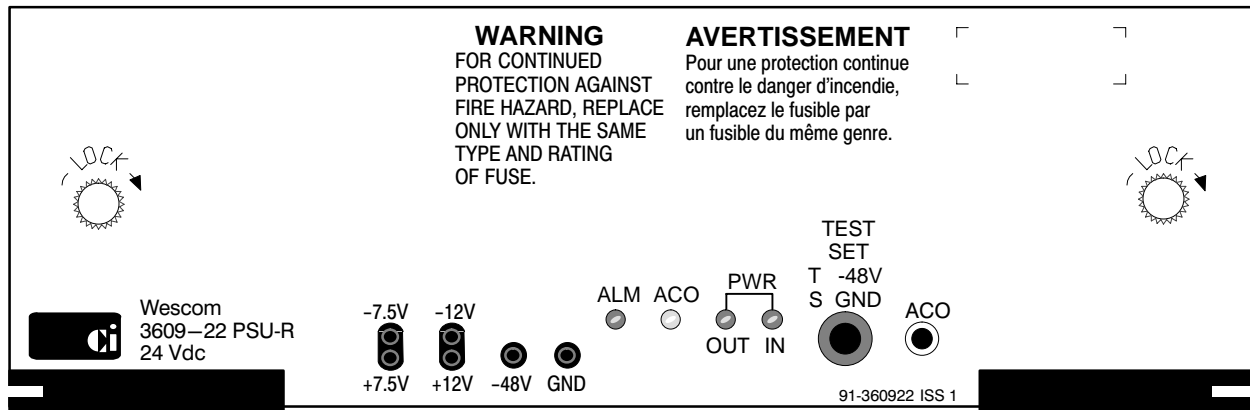 WARNING
FOR CONTINUED
PROTECTION AGAINST
FIRE HAZARD, REPLACE
ONLY WITH THE SAME
TYPE AND RATING
OF FUSE.
AVERTISSEMENT
Pour une protection continue
contre le danger d'incendie,
remplacez le fusible par
un fusible du même genre.
LOCK
LOCK
Wescom
3609–22 PSU-R
24 Vdc
–7.5V –12V
+7.5V +12V –48V GND
ALM ACO PWR
OUT IN
TEST
SET
T -48V
S GND
ACO
91-360922 ISS 1